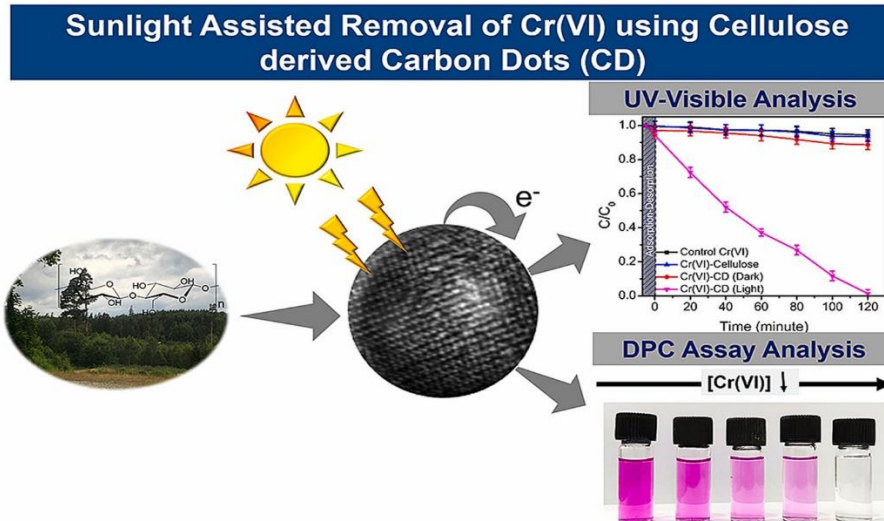 Sunlight Assisted Removal of Cr(VI) using Cellulose
derived Carbon Dots (CD)
UV-Visible Analysis
e-
HO
HO
HO
OH
O
O
OH
HO
O
n
C/C0
1.0
0.8
0.6
0.4
0.2
0.0
Adsorption-Desorption
Control Cr(VI)
Cr(VI)-Cellulose
Cr(VI)-CD (Dark)
Cr(VI)-CD (Light)
0 20 40 60 80 100 120
Time (minute)
DPC Assay Analysis
[Cr(VI)] ↓